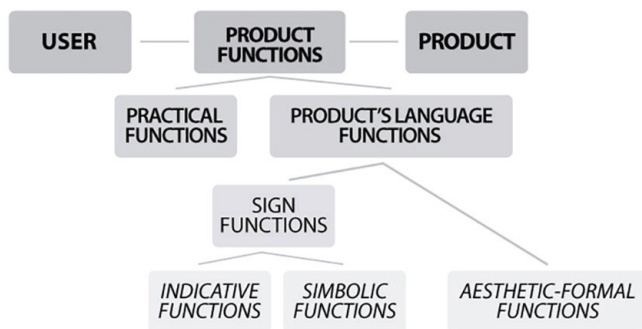 USER
PRODUCT
FUNCTIONS
PRODUCT
PRACTICAL
FUNCTIONS
PRODUCT'S LANGUAGE
FUNCTIONS
SIGN
FUNCTIONS
INDICATIVE
FUNCTIONS
SIMBOLIC
FUNCTIONS
AESTHETIC-FORMAL
FUNCTIONS